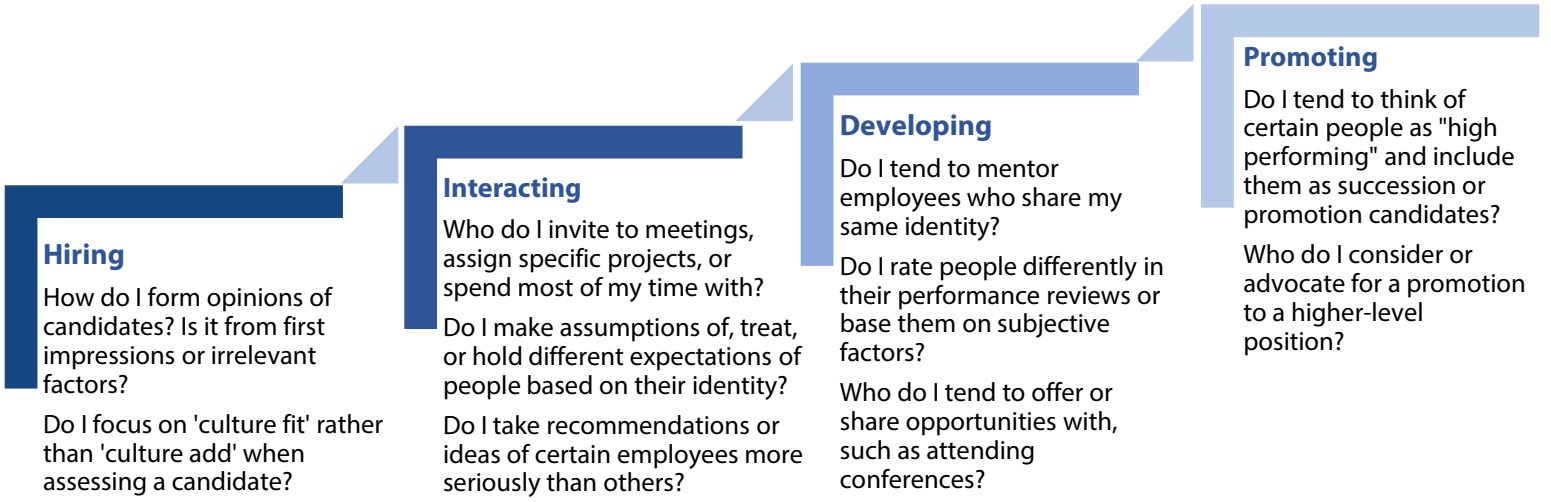 Hiring
How do I form opinions of
candidates? Is it from first
impressions or irrelevant
factors?
Do I focus on 'culture fit' rather
than 'culture add' when
assessing a candidate?
Interacting
Who do I invite to meetings,
assign specific projects, or
spend most of my time with?
Do I make assumptions of, treat,
or hold different expectations of
people based on their identity?
Do I take recommendations or
ideas of certain employees more
seriously than others?
Developing
Do I tend to mentor
employees who share my
same identity?
Do I rate people differently in
their performance reviews or
base them on subjective
factors?
Who do I tend to offer or
share opportunities with,
such as attending
conferences?
Promoting
Do I tend to think of
certain people as "high
performing" and include
them as succession or
promotion candidates?
Who do I consider or
advocate for a promotion
to a higher-level
position?